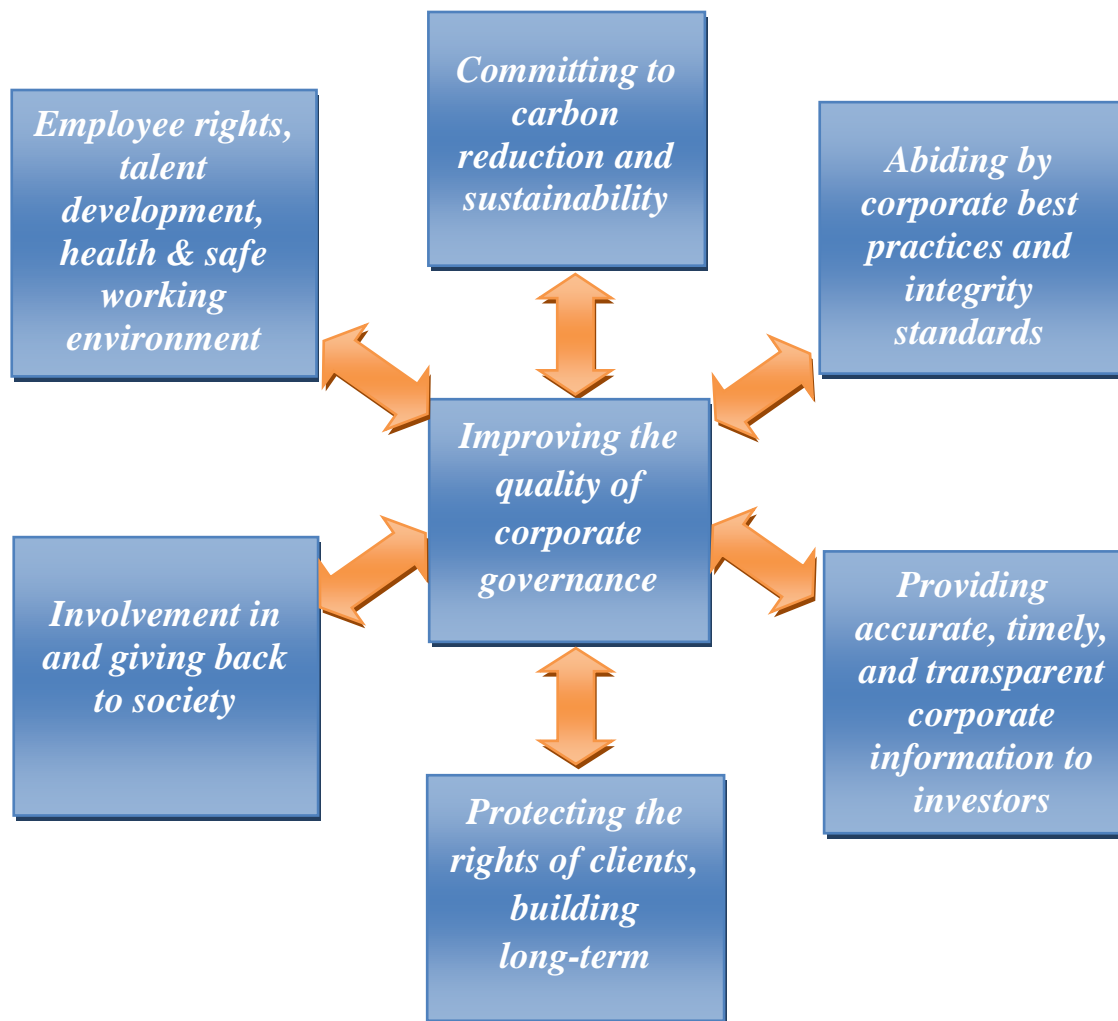 Committing to
carbon
reduction and
sustainability
Employee rights,
talent
development,
health & safe
working
environment
Abiding by
corporate best
practices and
integrity
standards
Improving the
quality of
corporate
governance
Involvement in
and giving back
to society
Providing
accurate, timely,
and transparent
corporate
information to
investors
Protecting the
rights of clients,
building
long-term